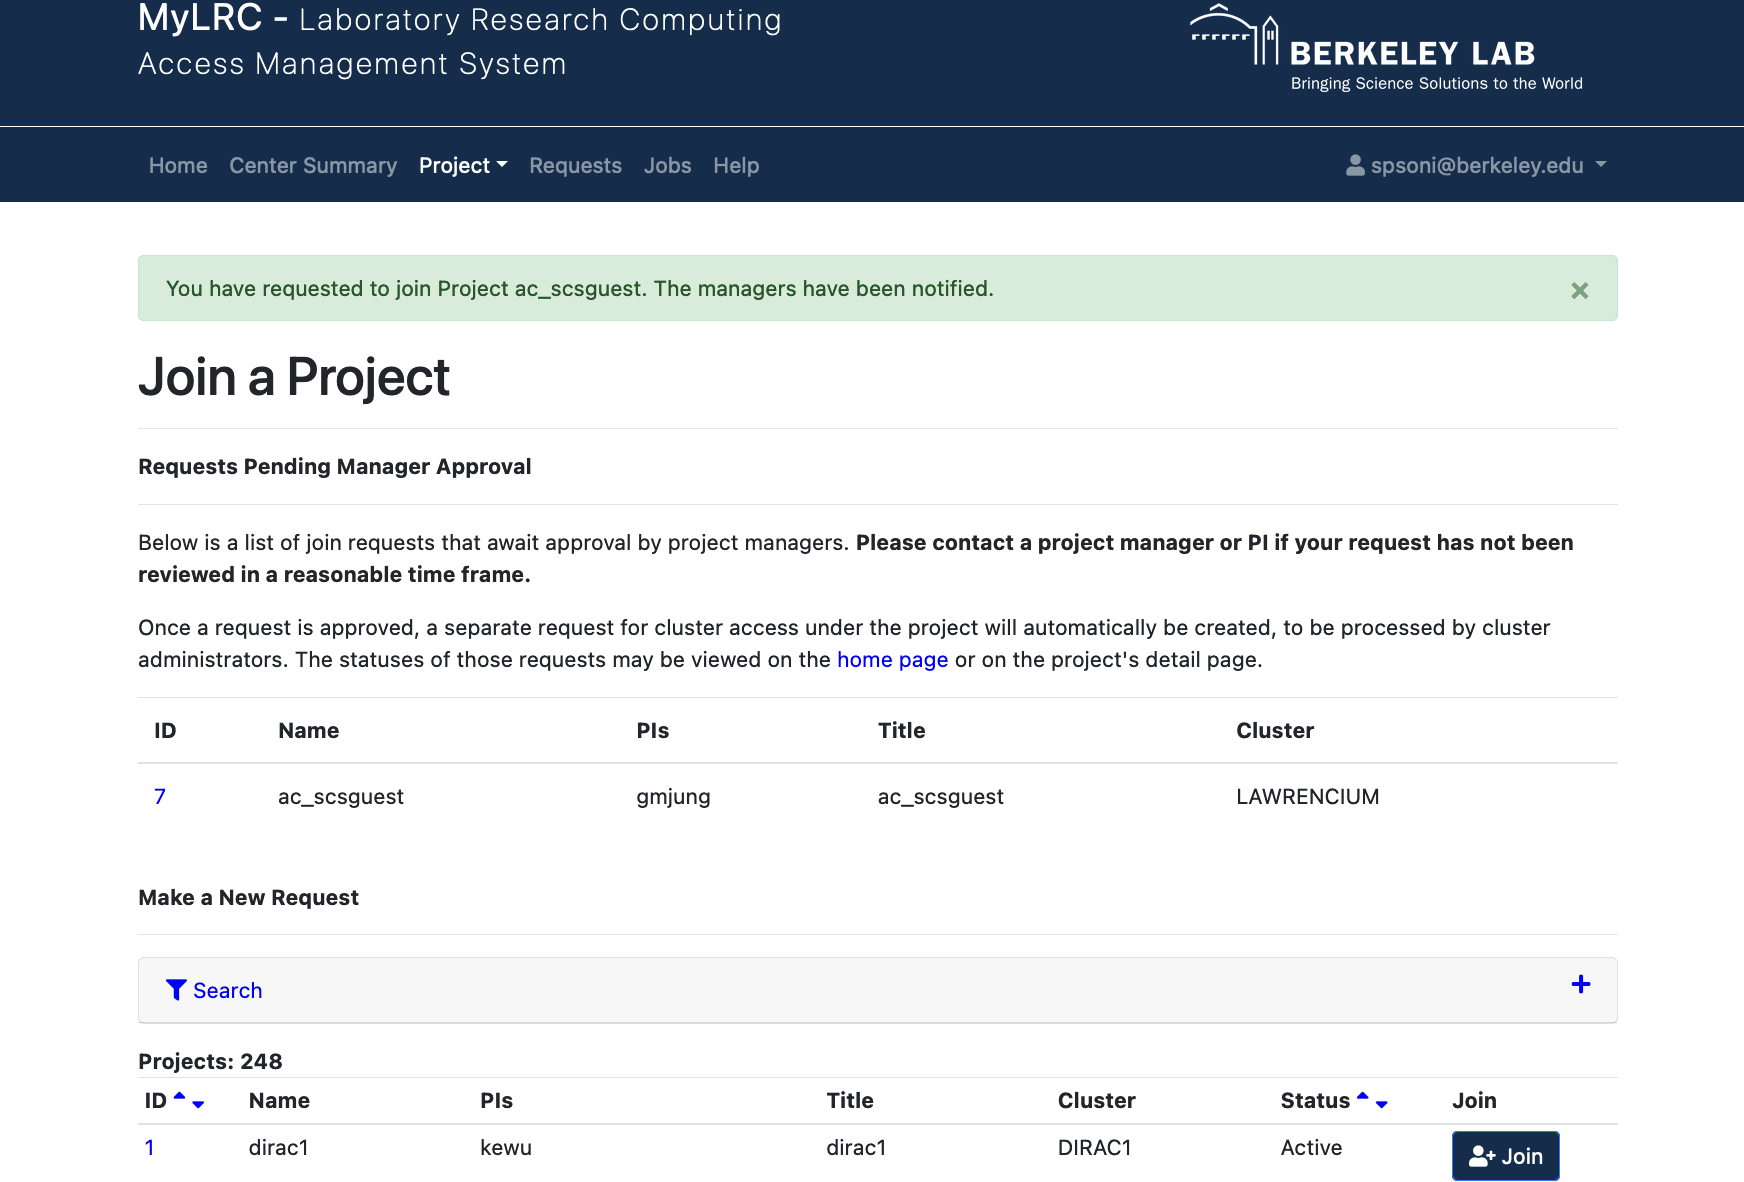 MyLRC - Laboratory Research Computing
Access Management System
BERKELEY LAB
Bringing Science Solutions to the World
Home Center Summary Project Requests Jobs Help spsoni@berkeley.edu
You have requested to join Project ac_scsguest. The managers have been notified. ×
Join a Project
Requests Pending Manager Approval
Below is a list of join requests that await approval by project managers. Please contact a project manager or PI if your request has not been
reviewed in a reasonable time frame.
Once a request is approved, a separate request for cluster access under the project will automatically be created, to be processed by cluster
administrators. The statuses of those requests may be viewed on the home page or on the project's detail page.
ID Name PIs Title Cluster
7 ac_scsguest gmjung ac_scsguest LAWRENCIUM
Make a New Request
Search +
Projects: 248
ID Name PIs Title Cluster Status Join
1 dirac1 kewu dirac1 DIRAC1 Active Join